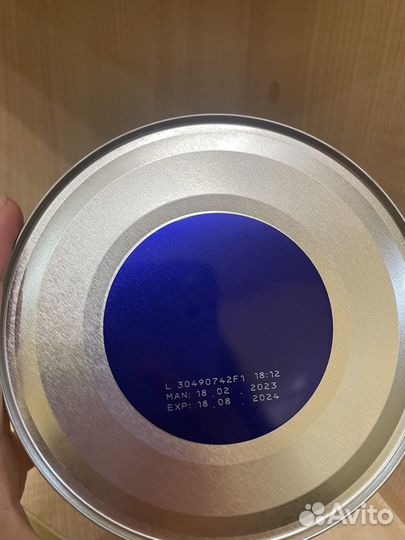 L 30490742F1 18:12
MAN: 18 . 02 . 2023
EXP: 18 . 08 . 2024
Avito